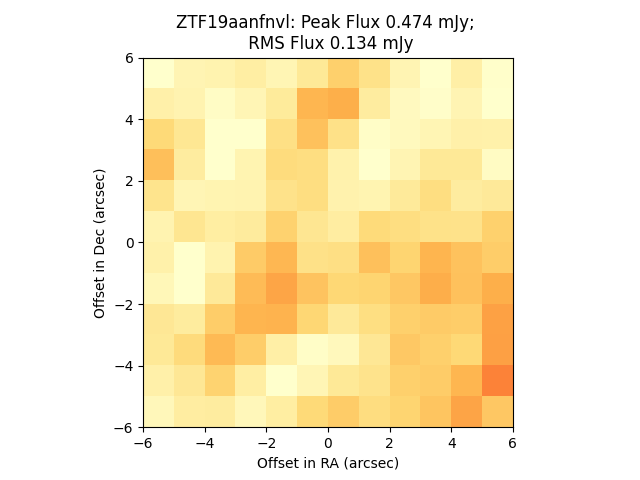 ZTF19aanfnvl: Peak Flux 0.474 mJy;
RMS Flux 0.134 mJy
6
4
2
0
−2
−4
−6
Offset in Dec (arcsec)
−6 −4 −2 0 2 4 6
Offset in RA (arcsec)